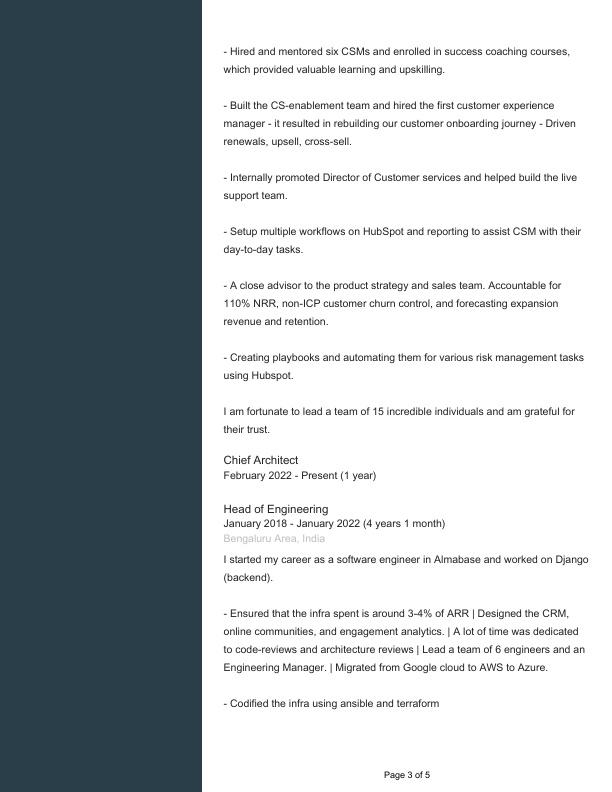 - Hired and mentored six CSMs and enrolled in success coaching courses,
which provided valuable learning and upskilling.
- Built the CS-enablement team and hired the first customer experience
manager - it resulted in rebuilding our customer onboarding journey - Driven
renewals, upsell, cross-sell.
- Internally promoted Director of Customer services and helped build the live
support team.
- Setup multiple workflows on HubSpot and reporting to assist CSM with their
day-to-day tasks.
- A close advisor to the product strategy and sales team. Accountable for
110% NRR, non-ICP customer churn control, and forecasting expansion
revenue and retention.
- Creating playbooks and automating them for various risk management tasks
using Hubspot.
I am fortunate to lead a team of 15 incredible individuals and am grateful for
their trust.
Chief Architect
February 2022 - Present (1 year)
Head of Engineering
January 2018 - January 2022 (4 years 1 month)
Bengaluru Area, India
I started my career as a software engineer in Almabase and worked on Django
(backend).
- Ensured that the infra spent is around 3-4% of ARR | Designed the CRM,
online communities, and engagement analytics. | A lot of time was dedicated
to code-reviews and architecture reviews | Lead a team of 6 engineers and an
Engineering Manager. | Migrated from Google cloud to AWS to Azure.
- Codified the infra using ansible and terraform
Page 3 of 5